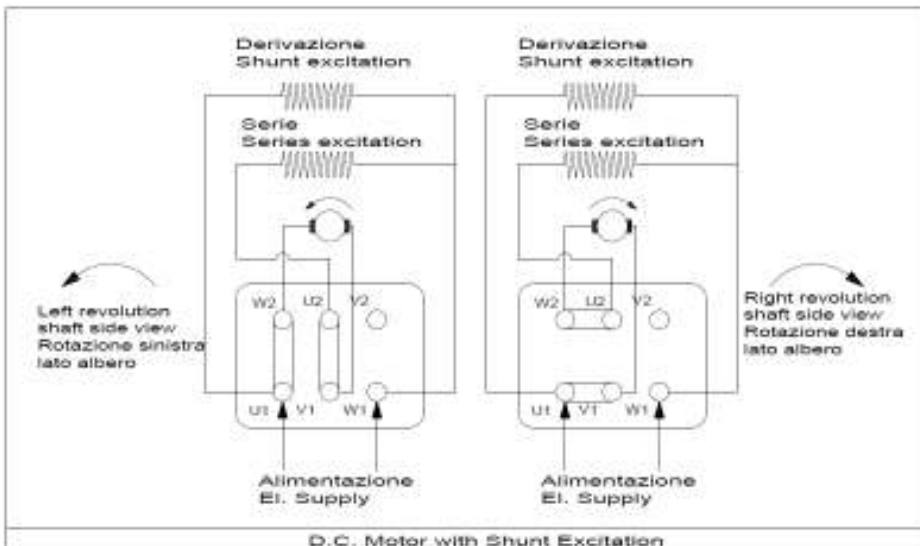 Derivazione
Shunt excitation
Serie
Series excitation
W2 U2 V2
U1 V1 W1
Left revolution
shaft side view
Rotazione sinistra
lato albero
Alimentazione
El. Supply
Derivazione
Shunt excitation
Serie
Series excitation
W2 U2 V2
U1 V1 W1
Right revolution
shaft side view
Rotazione destra
lato albero
Alimentazione
El. Supply
D.C. Motor with Shunt Excitation